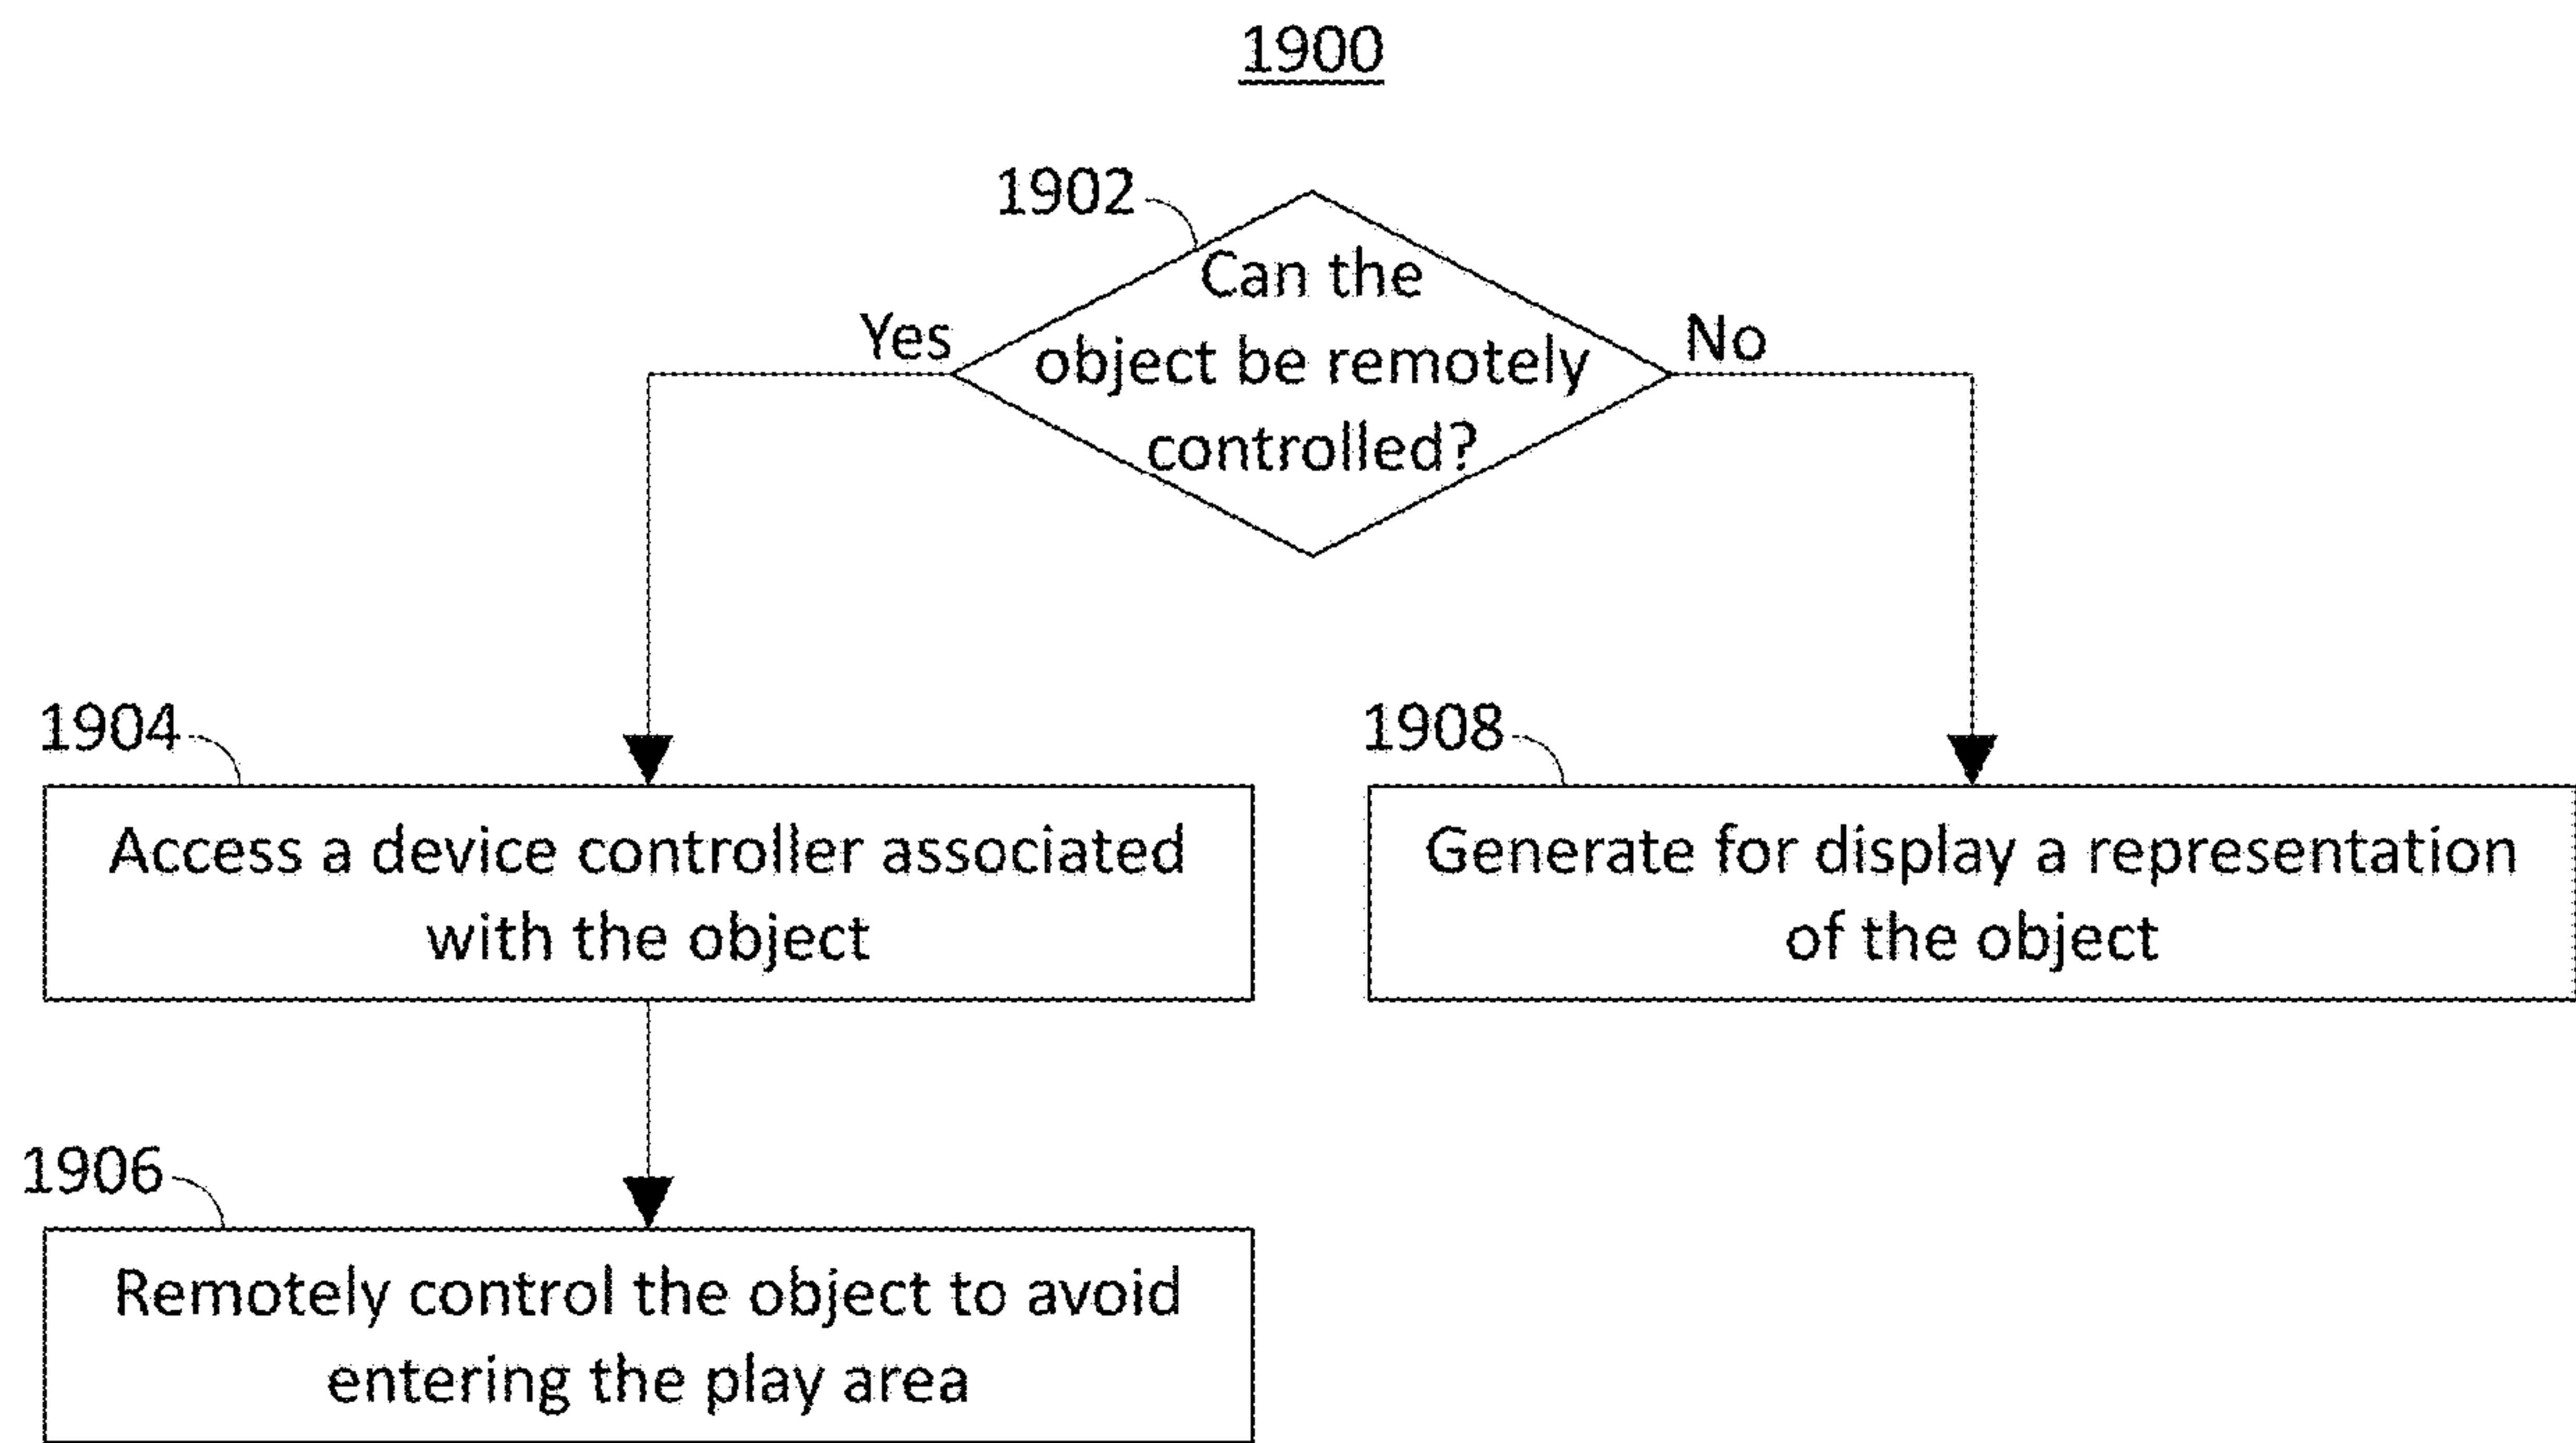 1900
1902
Can the
object be remotely
controlled?
Yes
No
1904
Access a device controller associated
with the object
1908
Generate for display a representation
of the object
1906
Remotely control the object to avoid
entering the play area